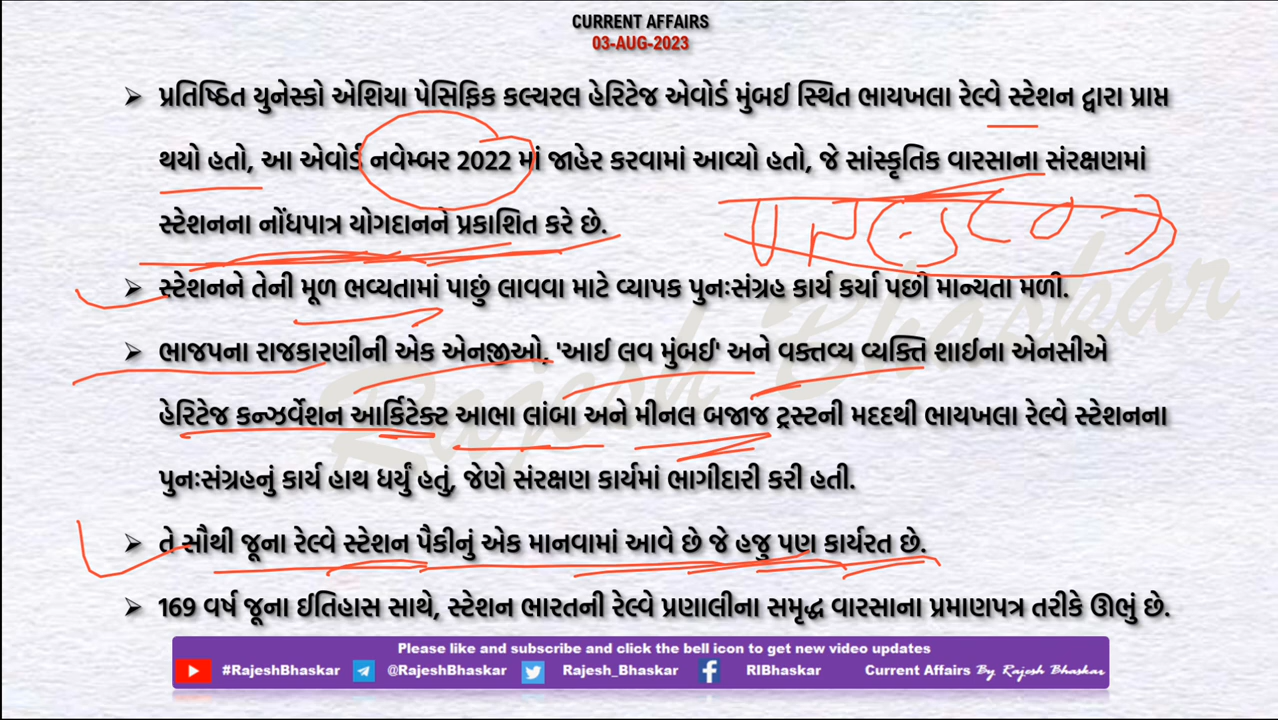 CURRENT AFFAIRS
03-AUG-2023
➢ પ્રતિષ્ઠિત યુનેસ્કો એશિયા પેસિફિક કલ્ચરલ હેરિટેજ એવોર્ડ મુંબઈ સ્થિત ભાયખલા રેલ્વે સ્ટેશન દ્વારા પ્રાપ્ત
થયો હતો, આ એવોર્ડ નવેમ્બર 2022 માં જાહેર કરવામાં આવ્યો હતો, જે સાંસ્કૃતિક વારસાના સંરક્ષણમાં
સ્ટેશનના નોંધપાત્ર યોગદાનને પ્રકાશિત કરે છે.
UNESCO
➢ સ્ટેશનને તેની મૂળ ભવ્યતામાં પાછું લાવવા માટે વ્યાપક પુનઃસંગ્રહ કાર્ય કર્યા પછી માન્યતા મળી.
➢ ભાજપના રાજકારણીની એક એનજીઓ, 'આઈ લવ મુંબઈ' અને વક્તવ્ય વ્યક્તિ શાઈના એનસીએ
હેરિટેજ કન્ઝર્વેશન આર્કિટેક્ટ આભા લાંબા અને મીનલ બજાજ ટ્રસ્ટની મદદથી ભાયખલા રેલ્વે સ્ટેશનના
પુનઃસંગ્રહનું કાર્ય હાથ ધર્યું હતું, જેણે સંરક્ષણ કાર્યમાં ભાગીદારી કરી હતી.
➢ તે સૌથી જૂના રેલ્વે સ્ટેશન પૈકીનું એક માનવામાં આવે છે જે હજુ પણ કાર્યરત છે.
➢ 169 વર્ષ જૂના ઈતિહાસ સાથે, સ્ટેશન ભારતની રેલ્વે પ્રણાલીના સમૃદ્ધ વારસાના પ્રમાણપત્ર તરીકે ઊભું છે.
Rajesh Bhaskar
Please like and subscribe and click the bell icon to get new video updates
#RajeshBhaskar @RajeshBhaskar Rajesh_Bhaskar RIBhaskar Current Affairs By Rajesh Bhaskar